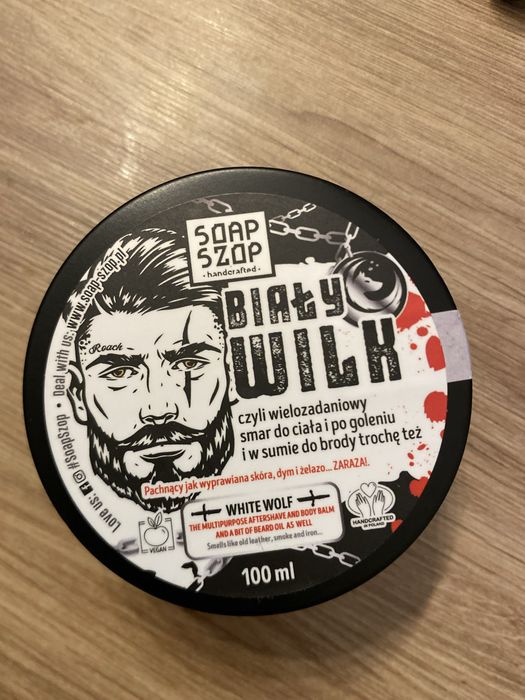 SOAP
SZOP
• handcrafted •
BIAŁY
WILK
Roach
czyli wielozadaniowy
smar do ciała i po goleniu
i w sumie do brody trochę też
Pachnący jak wyprawiana skóra, dym i żelazo... ZARAZA!.
WHITE WOLF
THE MULTIPURPOSE AFTERSHAVE AND BODY BALM
AND A BIT OF BEARD OIL AS WELL
Smells like old leather, smoke and iron...
VEGAN
HANDCRAFTED
IN POLAND
100 ml
Love us: #soapSzop • Deal with us: www.soap-szop.pl